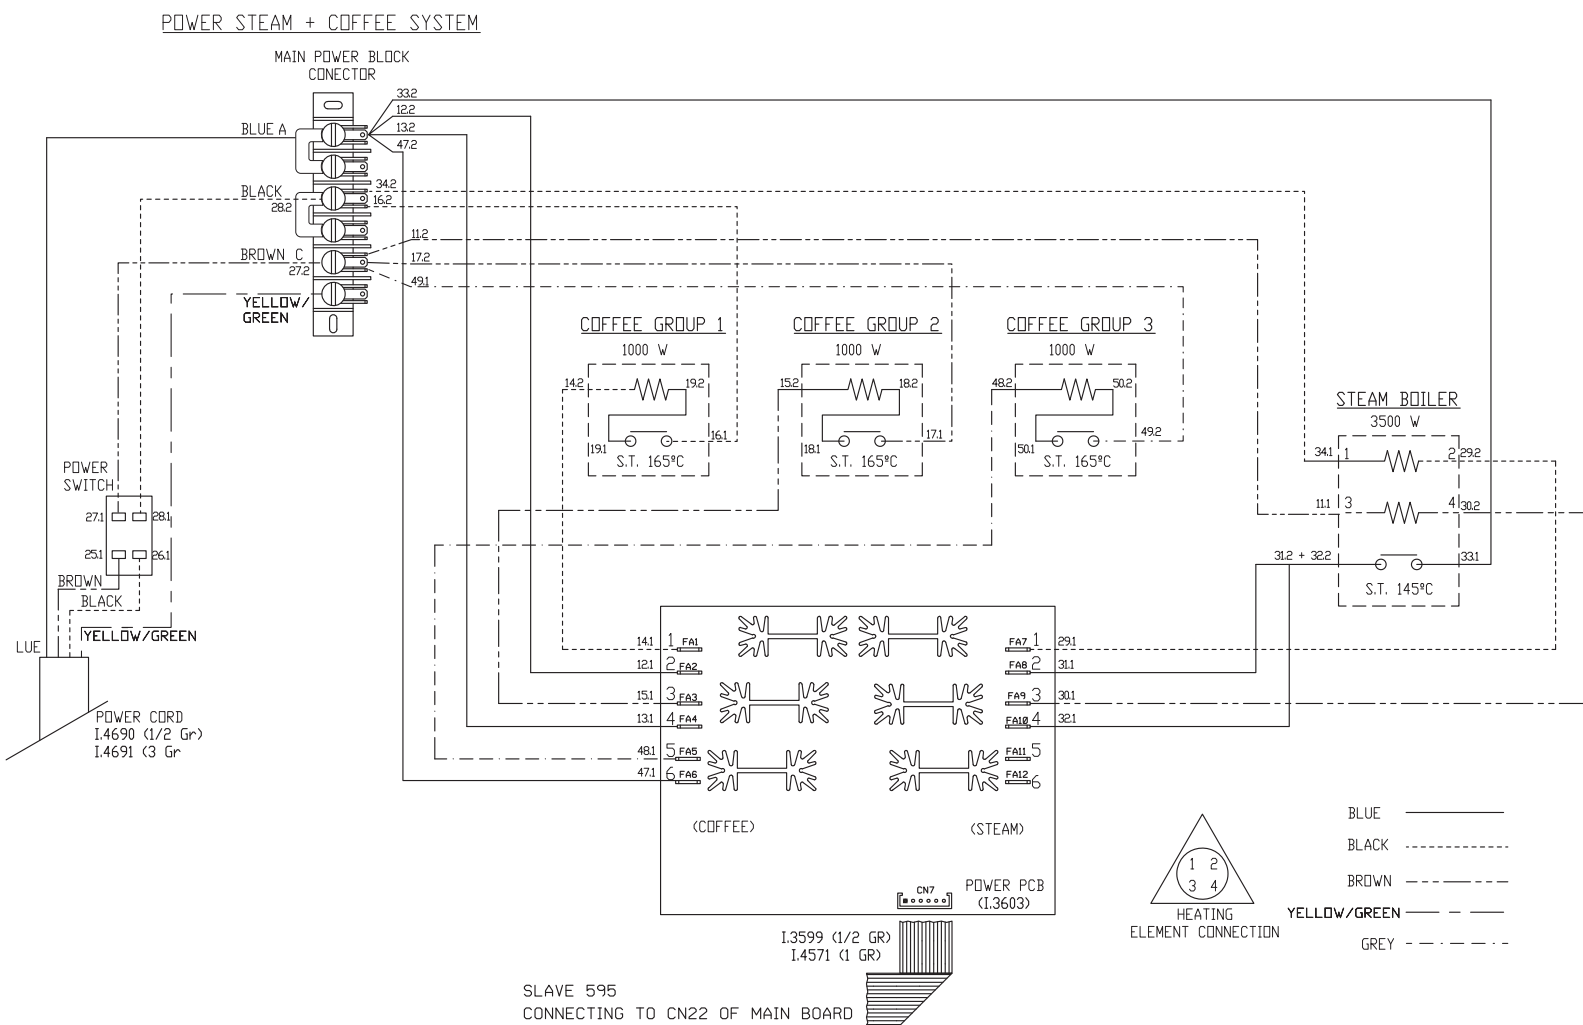 POWER STEAM + COFFEE SYSTEM
MAIN POWER BLOCK
CONECTOR
33.2
12.2
13.2
47.2
BLUE A
BLACK
28.2
34.2
16.2
11.2
BROWN C
27.2
17.2
49.1
YELLOW/
GREEN
COFFEE GROUP 1
1000 W
14.2
19.2
19.1
16.1
S.T. 165ºC
COFFEE GROUP 2
1000 W
15.2
18.2
18.1
17.1
S.T. 165ºC
COFFEE GROUP 3
1000 W
48.2
50.2
50.1
49.2
S.T. 165ºC
STEAM BOILER
3500 W
34.1 1
2 29.2
11.1 3
4 30.2
31.2 + 32.2
33.1
S.T. 145ºC
POWER
SWITCH
27.1
28.1
25.1
26.1
BROWN
BLACK
YELLOW/GREEN
LUE
POWER CORD
I.4690 (1/2 Gr)
I.4691 (3 Gr
14.1 1 FA1
12.1 2 FA2
15.1 3 FA3
13.1 4 FA4
48.1 5 FA5
47.1 6 FA6
FA7 1 29.1
FA8 2 31.1
FA9 3 30.1
FA10 4 32.1
FA11 5
FA12 6
(COFFEE)
(STEAM)
CN7
POWER PCB
(I.3603)
I.3599 (1/2 GR)
I.4571 (1 GR)
SLAVE 595
CONNECTING TO CN22 OF MAIN BOARD
1 2
3 4
HEATING
ELEMENT CONNECTION
BLUE
BLACK
BROWN
YELLOW/GREEN
GREY